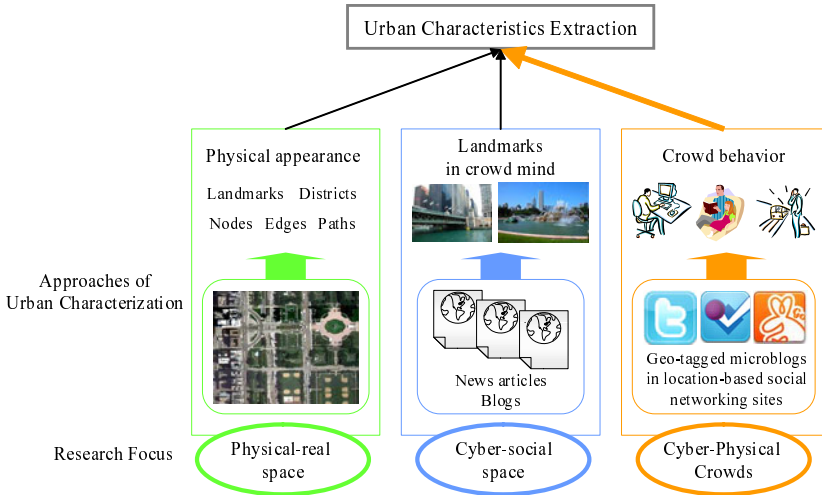 Urban Characteristics Extraction
Physical appearance
Landmarks Districts
Nodes Edges Paths
Landmarks
in crowd mind
Crowd behavior
Approaches of
Urban Characterization
News articles
Blogs
Geo-tagged microblogs
in location-based social
networking sites
Research Focus
Physical-real
space
Cyber-social
space
Cyber-Physical
Crowds